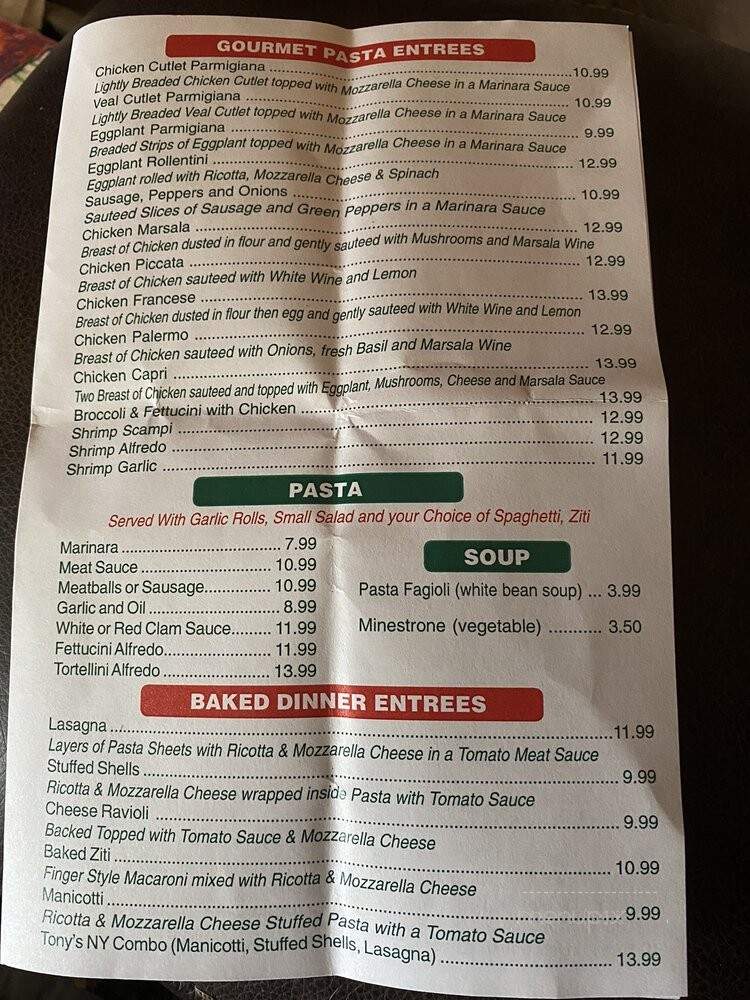 GOURMET PASTA ENTREES
Chicken Cutlet Parmigiana ........ 10.99
Lightly Breaded Chicken Cutlet topped with Mozzarella Cheese in a Marinara Sauce
Veal Cutlet Parmigiana ........ 10.99
Lightly Breaded Veal Cutlet topped with Mozzarella Cheese in a Marinara Sauce
Eggplant Parmigiana ........ 9.99
Breaded Strips of Eggplant topped with Mozzarella Cheese in a Marinara Sauce
Eggplant Rollentini ........ 12.99
Eggplant rolled with Ricotta, Mozzarella Cheese & Spinach
Sausage, Peppers and Onions ........ 10.99
Sauteed Slices of Sausage and Green Peppers in a Marinara Sauce
Chicken Marsala ........ 12.99
Breast of Chicken dusted in flour and gently sauteed with Mushrooms and Marsala Wine
Chicken Piccata ........ 12.99
Breast of Chicken sauteed with White Wine and Lemon
Chicken Francese ........ 13.99
Breast of Chicken dusted in flour then egg and gently sauteed with White Wine and Lemon
Chicken Palermo ........ 12.99
Breast of Chicken sauteed with Onions, fresh Basil and Marsala Wine
Chicken Capri ........ 13.99
Two Breast of Chicken sauteed and topped with Eggplant, Mushrooms, Cheese and Marsala Sauce
Broccoli & Fettucini with Chicken ........ 13.99
Shrimp Scampi ........ 12.99
Shrimp Alfredo ........ 12.99
Shrimp Garlic ........ 11.99
PASTA
Served With Garlic Rolls, Small Salad and your Choice of Spaghetti, Ziti
Marinara ........ 7.99
Meat Sauce ........ 10.99
Meatballs or Sausage........ 10.99
Garlic and Oil ........ 8.99
White or Red Clam Sauce........ 11.99
Fettucini Alfredo........ 11.99
Tortellini Alfredo ........ 13.99
SOUP
Pasta Fagioli (white bean soup) ... 3.99
Minestrone (vegetable) ........... 3.50
BAKED DINNER ENTREES
Lasagna ........ 11.99
Layers of Pasta Sheets with Ricotta & Mozzarella Cheese in a Tomato Meat Sauce
Stuffed Shells ........ 9.99
Ricotta & Mozzarella Cheese wrapped inside Pasta with Tomato Sauce
Cheese Ravioli ........ 9.99
Backed Topped with Tomato Sauce & Mozzarella Cheese
Baked Ziti ........ 10.99
Finger Style Macaroni mixed with Ricotta & Mozzarella Cheese
Manicotti ........ 9.99
Ricotta & Mozzarella Cheese Stuffed Pasta with a Tomato Sauce
Tony's NY Combo (Manicotti, Stuffed Shells, Lasagna) ........ 13.99